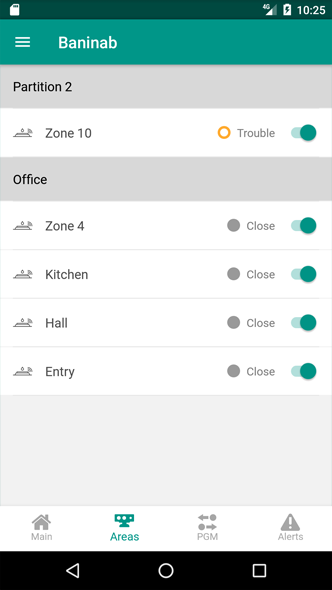 4G 10:25
Baninab
Partition 2
Zone 10 Trouble
Office
Zone 4 Close
Kitchen Close
Hall Close
Entry Close
Main Areas PGM Alerts